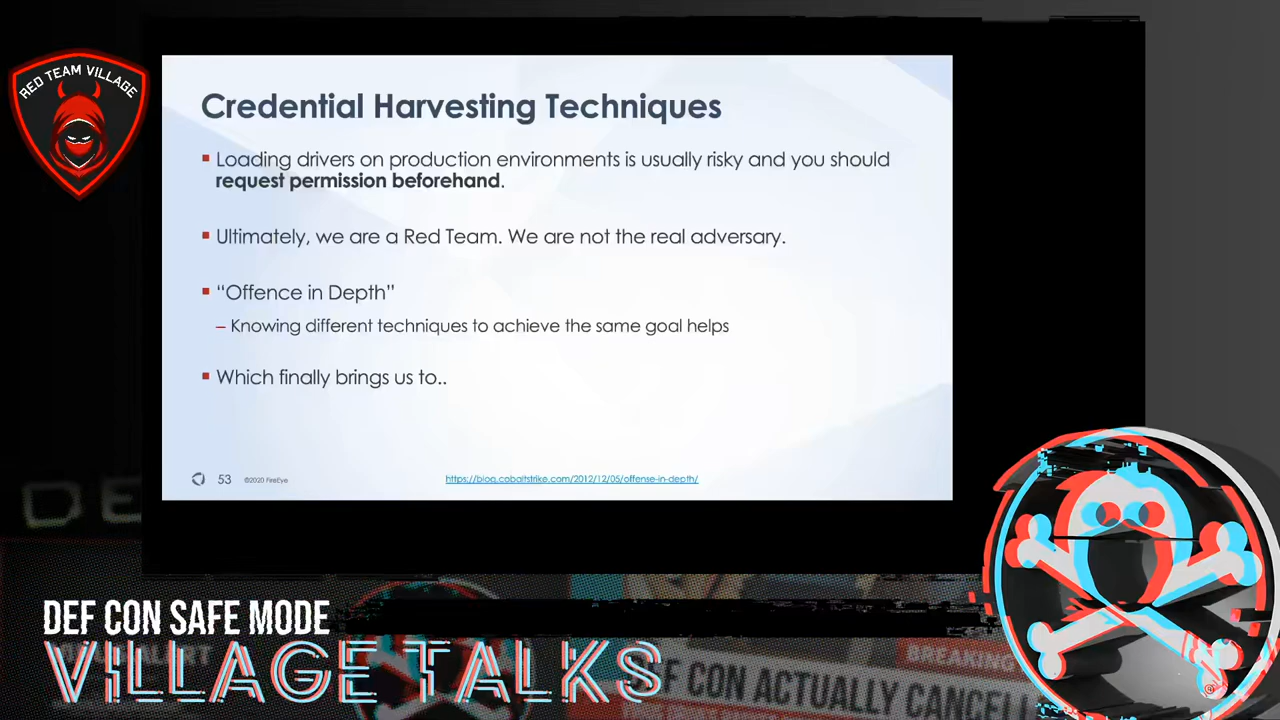 RED TEAM VILLAGE
Credential Harvesting Techniques
Loading drivers on production environments is usually risky and you should
request permission beforehand.
Ultimately, we are a Red Team. We are not the real adversary.
“Offence in Depth”
– Knowing different techniques to achieve the same goal helps
Which finally brings us to..
53
©2020 FireEye
https://blog.cobaltstrike.com/2012/12/05/offense-in-depth/
DE
DEF CON SAFE MODE
VILLAGE TALKS
BREAKING
DEF CON ACTUALLY CANCELL